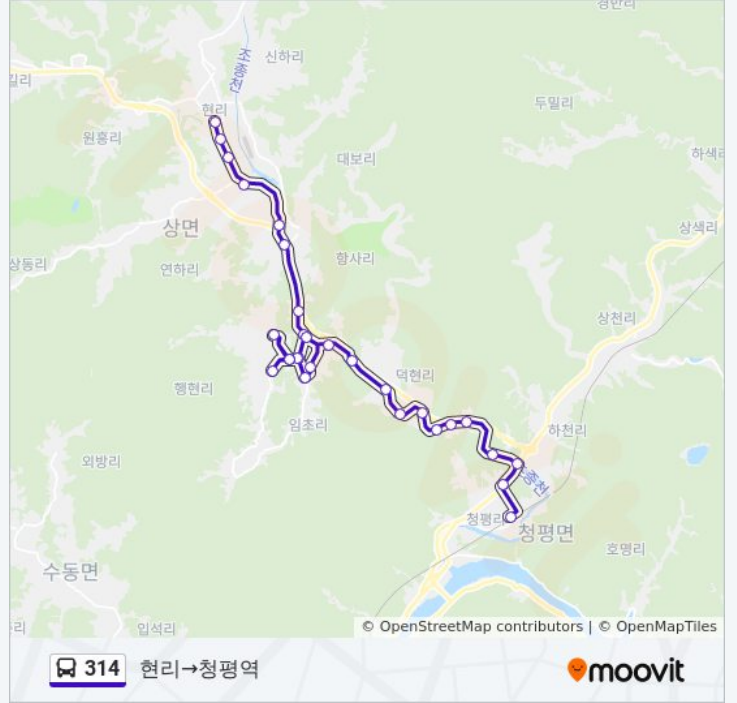 경반리
신하리
조종천
길리
현리
두밀리
원흥리
대보리
하색리
상면
상색리
항사리
상동리
연하리
상천리
덕현리
행현리
임초리
하천리
외방리
조종천
청평리
청평면
호명리
수동면
입석리
© OpenStreetMap contributors | © OpenMapTiles
314 현리→청평역
moovit